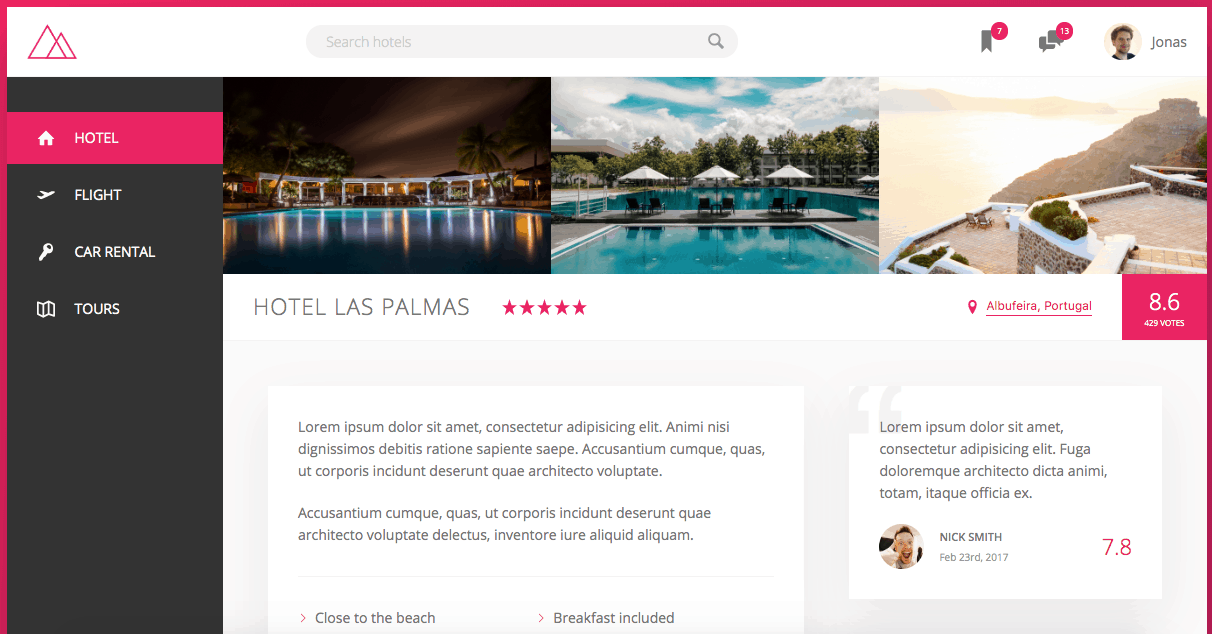 Search hotels
7
13
Jonas
HOTEL
FLIGHT
CAR RENTAL
TOURS
HOTEL LAS PALMAS
Albufeira, Portugal
8.6
429 VOTES
Lorem ipsum dolor sit amet, consectetur adipisicing elit. Animi nisi
dignissimos debitis ratione sapiente saepe. Accusantium cumque, quas,
ut corporis incidunt deserunt quae architecto voluptate.
Accusantium cumque, quas, ut corporis incidunt deserunt quae
architecto voluptate delectus, inventore iure aliquid aliquam.
Close to the beach
Breakfast included
“
Lorem ipsum dolor sit amet,
consectetur adipisicing elit. Fuga
doloremque architecto dicta animi,
totam, itaque officia ex.
NICK SMITH
Feb 23rd, 2017
7.8